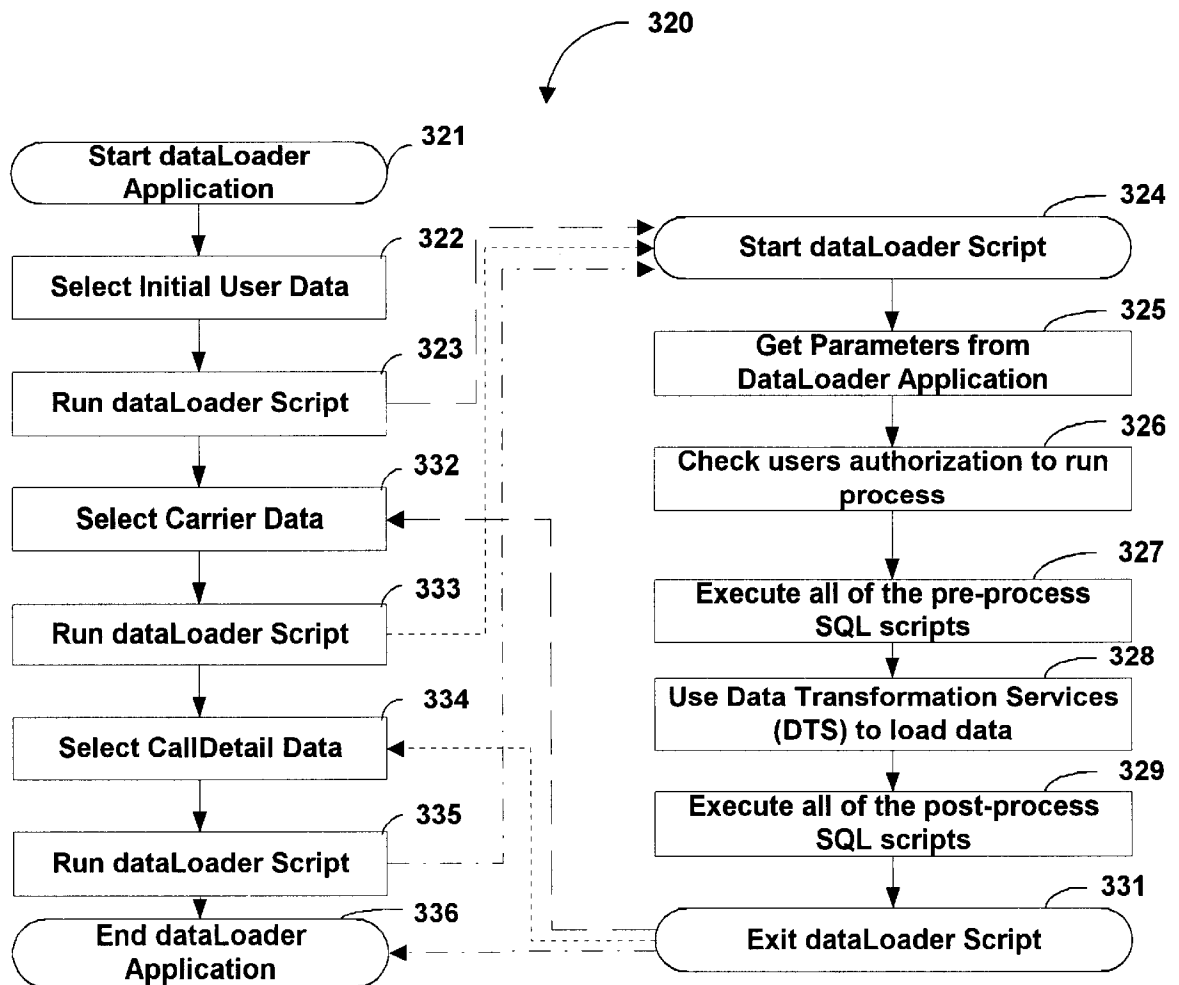 320
321
Start dataLoader
Application
322
Select Initial User Data
323
Run dataLoader Script
332
Select Carrier Data
333
Run dataLoader Script
334
Select CallDetail Data
335
Run dataLoader Script
336
End dataLoader
Application
324
Start dataLoader Script
325
Get Parameters from
DataLoader Application
326
Check users authorization to run
process
327
Execute all of the pre-process
SQL scripts
328
Use Data Transformation Services
(DTS) to load data
329
Execute all of the post-process
SQL scripts
331
Exit dataLoader Script